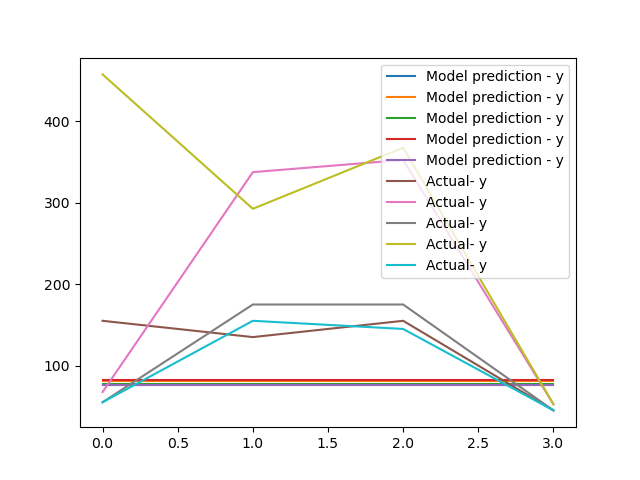 Model prediction - y
Model prediction - y
Model prediction - y
Model prediction - y
Model prediction - y
Actual- y
Actual- y
Actual- y
Actual- y
Actual- y
400
300
200
100
0.0 0.5 1.0 1.5 2.0 2.5 3.0